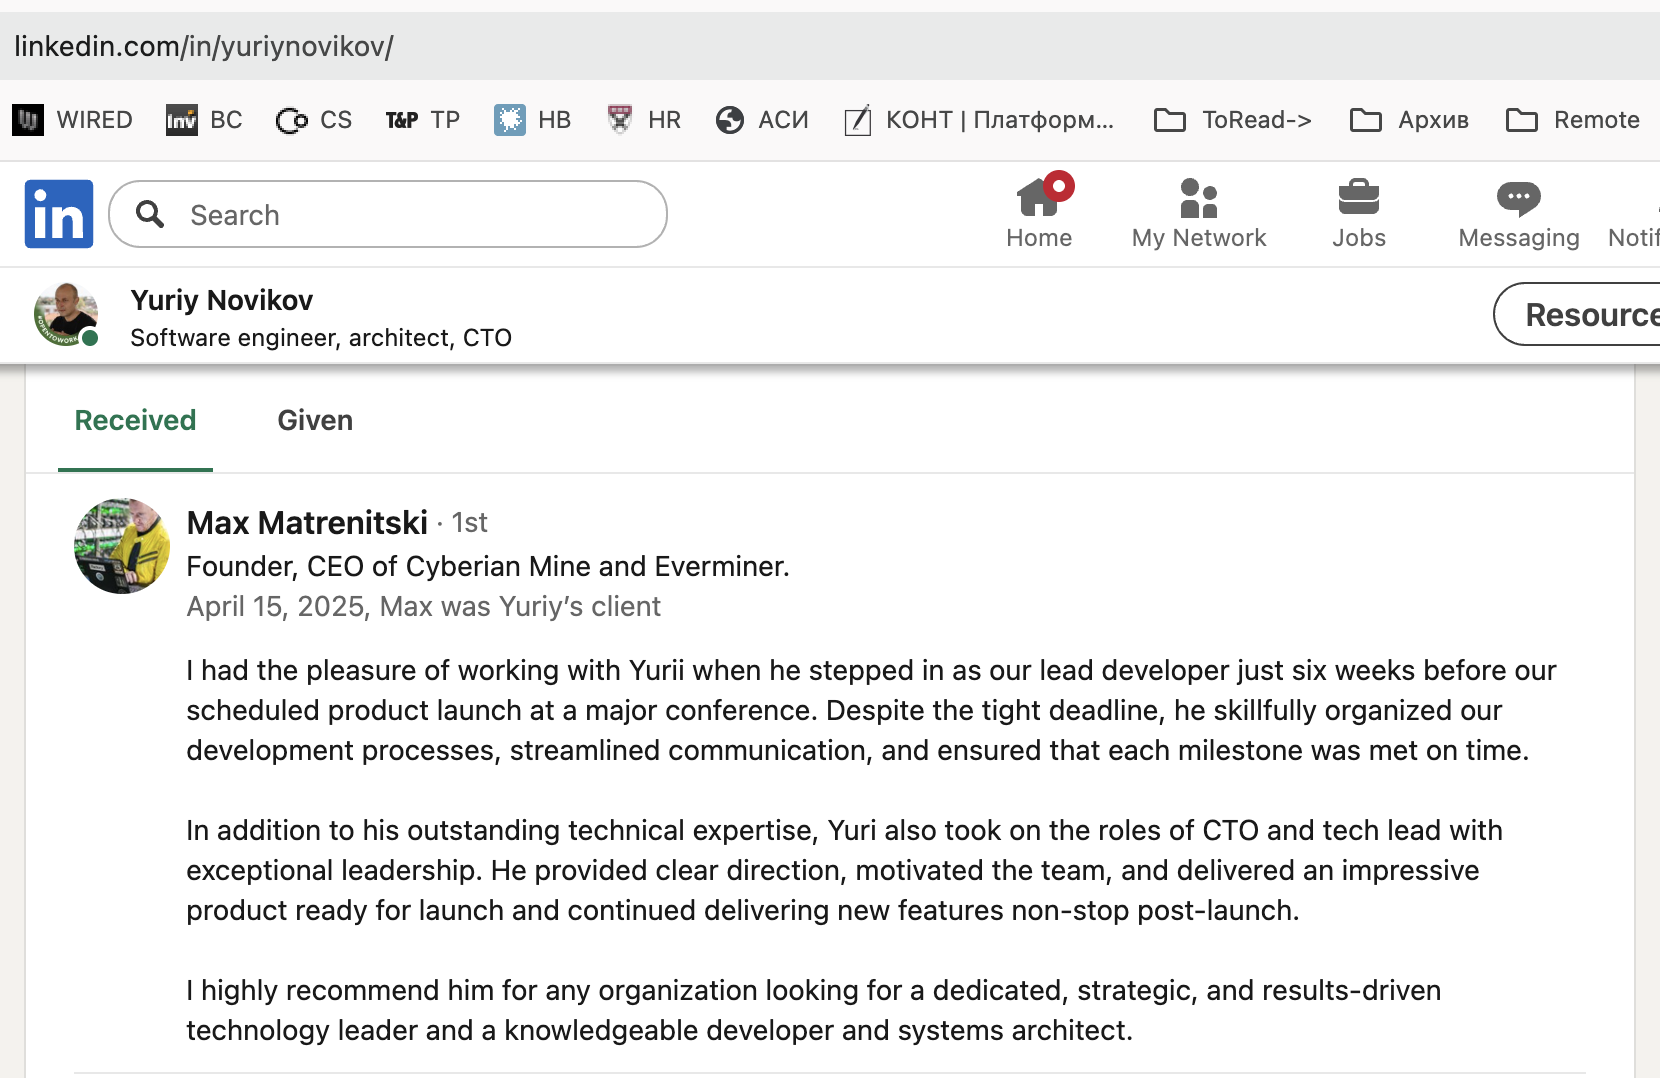 linkedin.com/in/yuriynovikov/
WIRED Inv BC CS T&P TP HB HR АСИ КОНТ | Платформ... ToRead-> Архив Remote
in Search Home My Network Jobs Messaging Notif
Yuriy Novikov
Software engineer, architect, CTO
Resource
#OPENTOWORK
Received Given
Max Matrenitski · 1st
Founder, CEO of Cyberian Mine and Everminer.
April 15, 2025, Max was Yuriy’s client
I had the pleasure of working with Yurii when he stepped in as our lead developer just six weeks before our
scheduled product launch at a major conference. Despite the tight deadline, he skillfully organized our
development processes, streamlined communication, and ensured that each milestone was met on time.
In addition to his outstanding technical expertise, Yuri also took on the roles of CTO and tech lead with
exceptional leadership. He provided clear direction, motivated the team, and delivered an impressive
product ready for launch and continued delivering new features non-stop post-launch.
I highly recommend him for any organization looking for a dedicated, strategic, and results-driven
technology leader and a knowledgeable developer and systems architect.